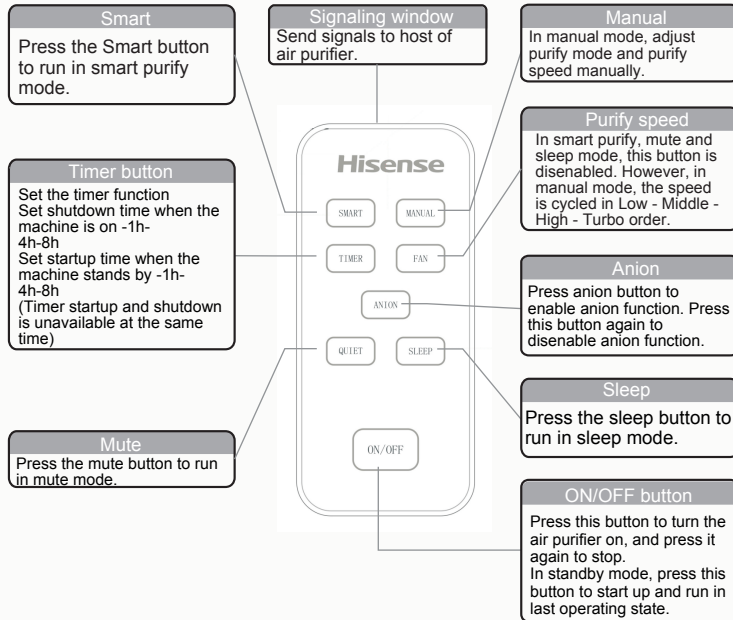 Smart
Press the Smart button
to run in smart purify
mode.
Signaling window
Send signals to host of
air purifier.
Manual
In manual mode, adjust
purify mode and purify
speed manually.
Purify speed
In smart purify, mute and
sleep mode, this button is
disenabled. However, in
manual mode, the speed
is cycled in Low - Middle -
High - Turbo order.
Timer button
Set the timer function
Set shutdown time when the
machine is on -1h-
4h-8h
Set startup time when the
machine stands by -1h-
4h-8h
(Timer startup and shutdown
is unavailable at the same
time)
Hisense
SMART
MANUAL
TIMER
FAN
ANION
QUIET
SLEEP
ON/OFF
Anion
Press anion button to
enable anion function. Press
this button again to
disenable anion function.
Sleep
Press the sleep button to
run in sleep mode.
Mute
Press the mute button to run
in mute mode.
ON/OFF button
Press this button to turn the
air purifier on, and press it
again to stop.
In standby mode, press this
button to start up and run in
last operating state.